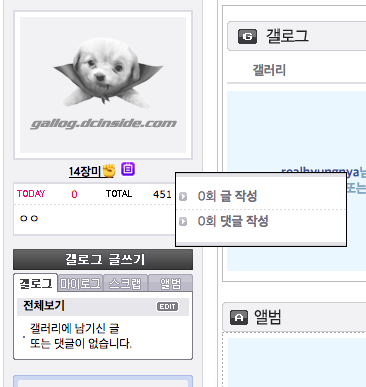 gallog.dcinside.com
14장미
TODAY 0 TOTAL 451
ㅇㅇ
갤로그 글쓰기
갤로그 마이로그 스크랩 앨범
전체보기 EDIT
갤러리에 남기신 글
또는 댓글이 없습니다.
G 갤로그
갤러리
realhyungnya님
또는
0회 글 작성
0회 댓글 작성
A 앨범